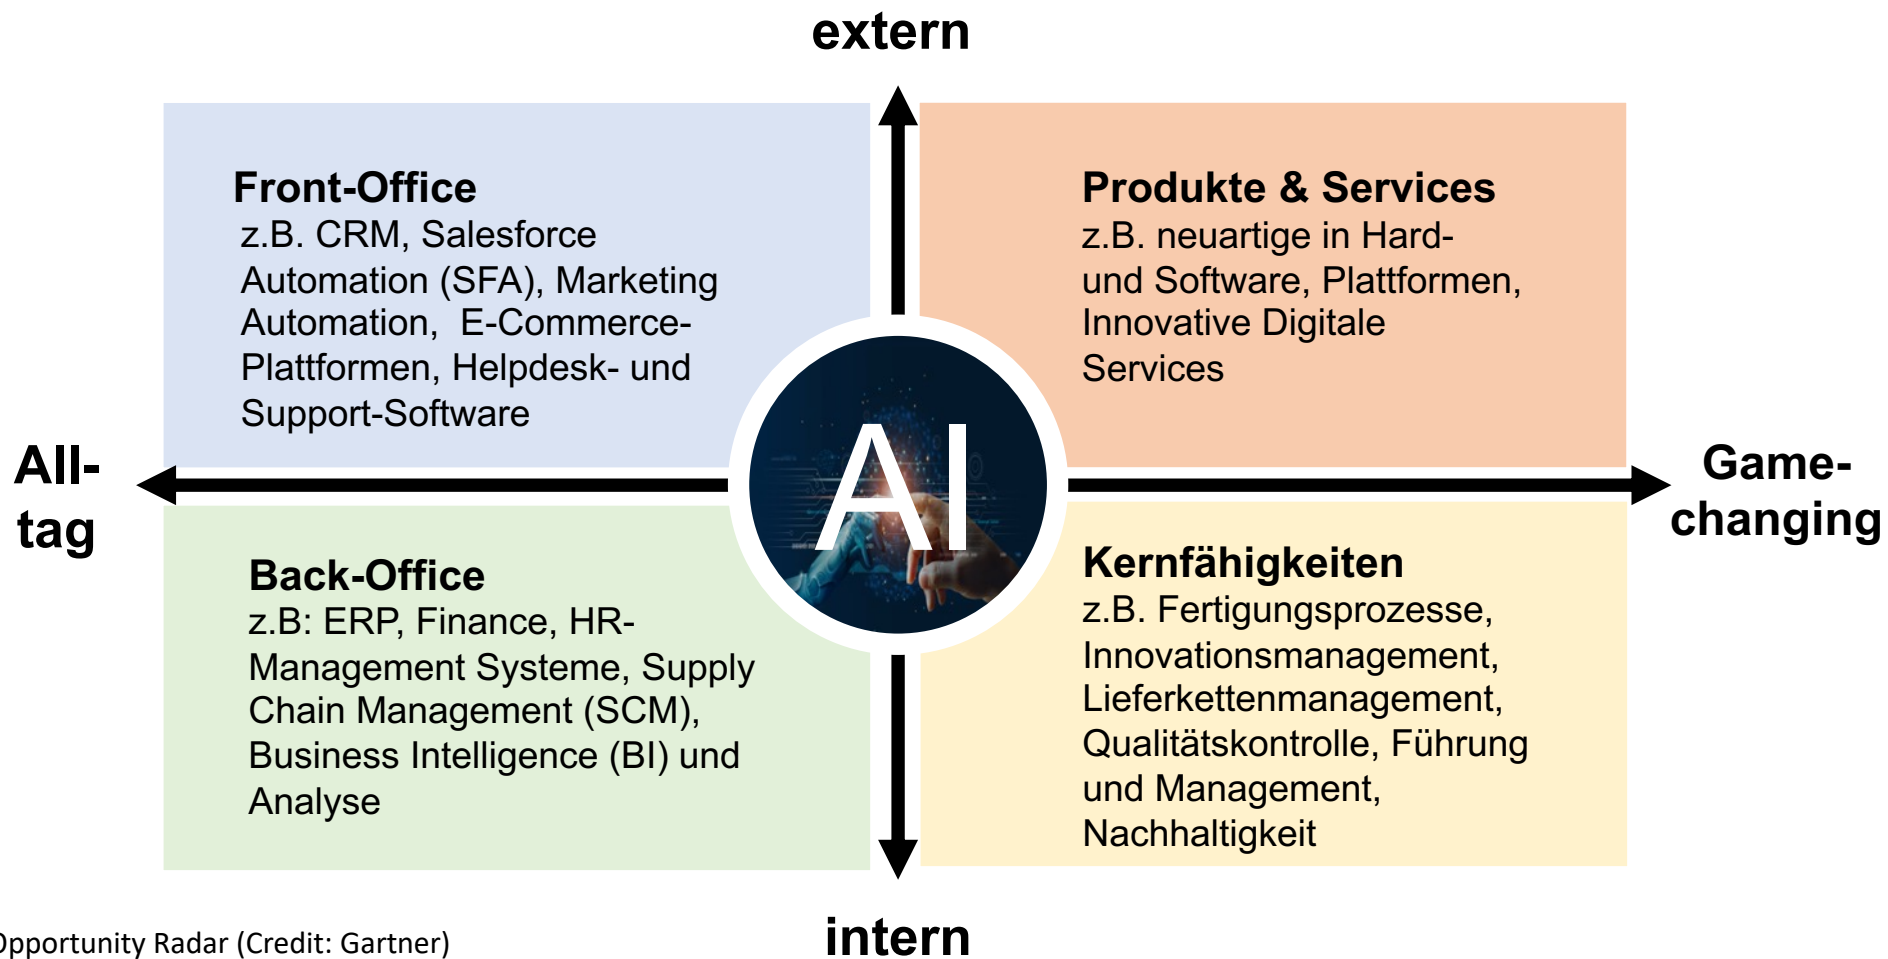 extern
Front-Office
z.B. CRM, Salesforce
Automation (SFA), Marketing
Automation,  E-Commerce-
Plattformen, Helpdesk- und
Support-Software
Produkte & Services
z.B. neuartige in Hard-
und Software, Plattformen,
Innovative Digitale
Services
All-
tag
AI
Game-
changing
Back-Office
z.B: ERP, Finance, HR-
Management Systeme, Supply
Chain Management (SCM),
Business Intelligence (BI) und
Analyse
Kernfähigkeiten
z.B. Fertigungsprozesse,
Innovationsmanagement,
Lieferkettenmanagement,
Qualitätskontrolle, Führung
und Management,
Nachhaltigkeit
intern
Opportunity Radar (Credit: Gartner)